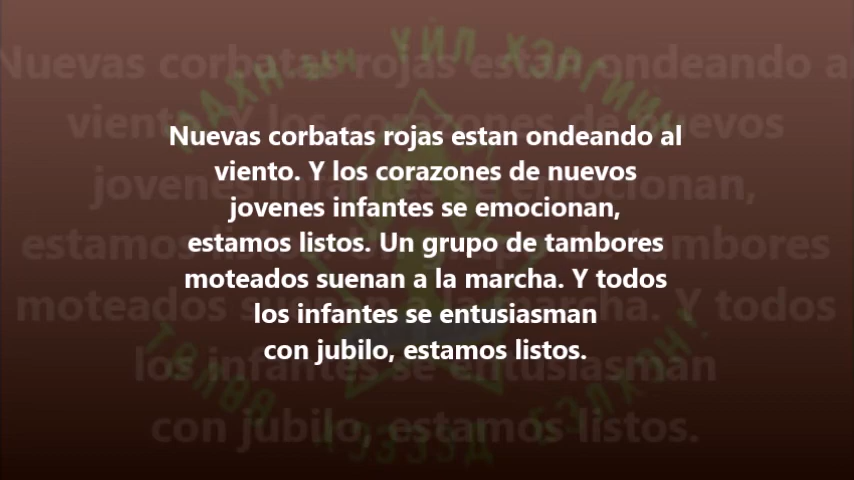 Nuevas corbatas rojas estan ondeando al
viento. Y los corazones de nuevos
jovenes infantes se emocionan,
estamos listos. Un grupo de tambores
moteados suenan a la marcha. Y todos
los infantes se entusiasman
con jubilo, estamos listos.